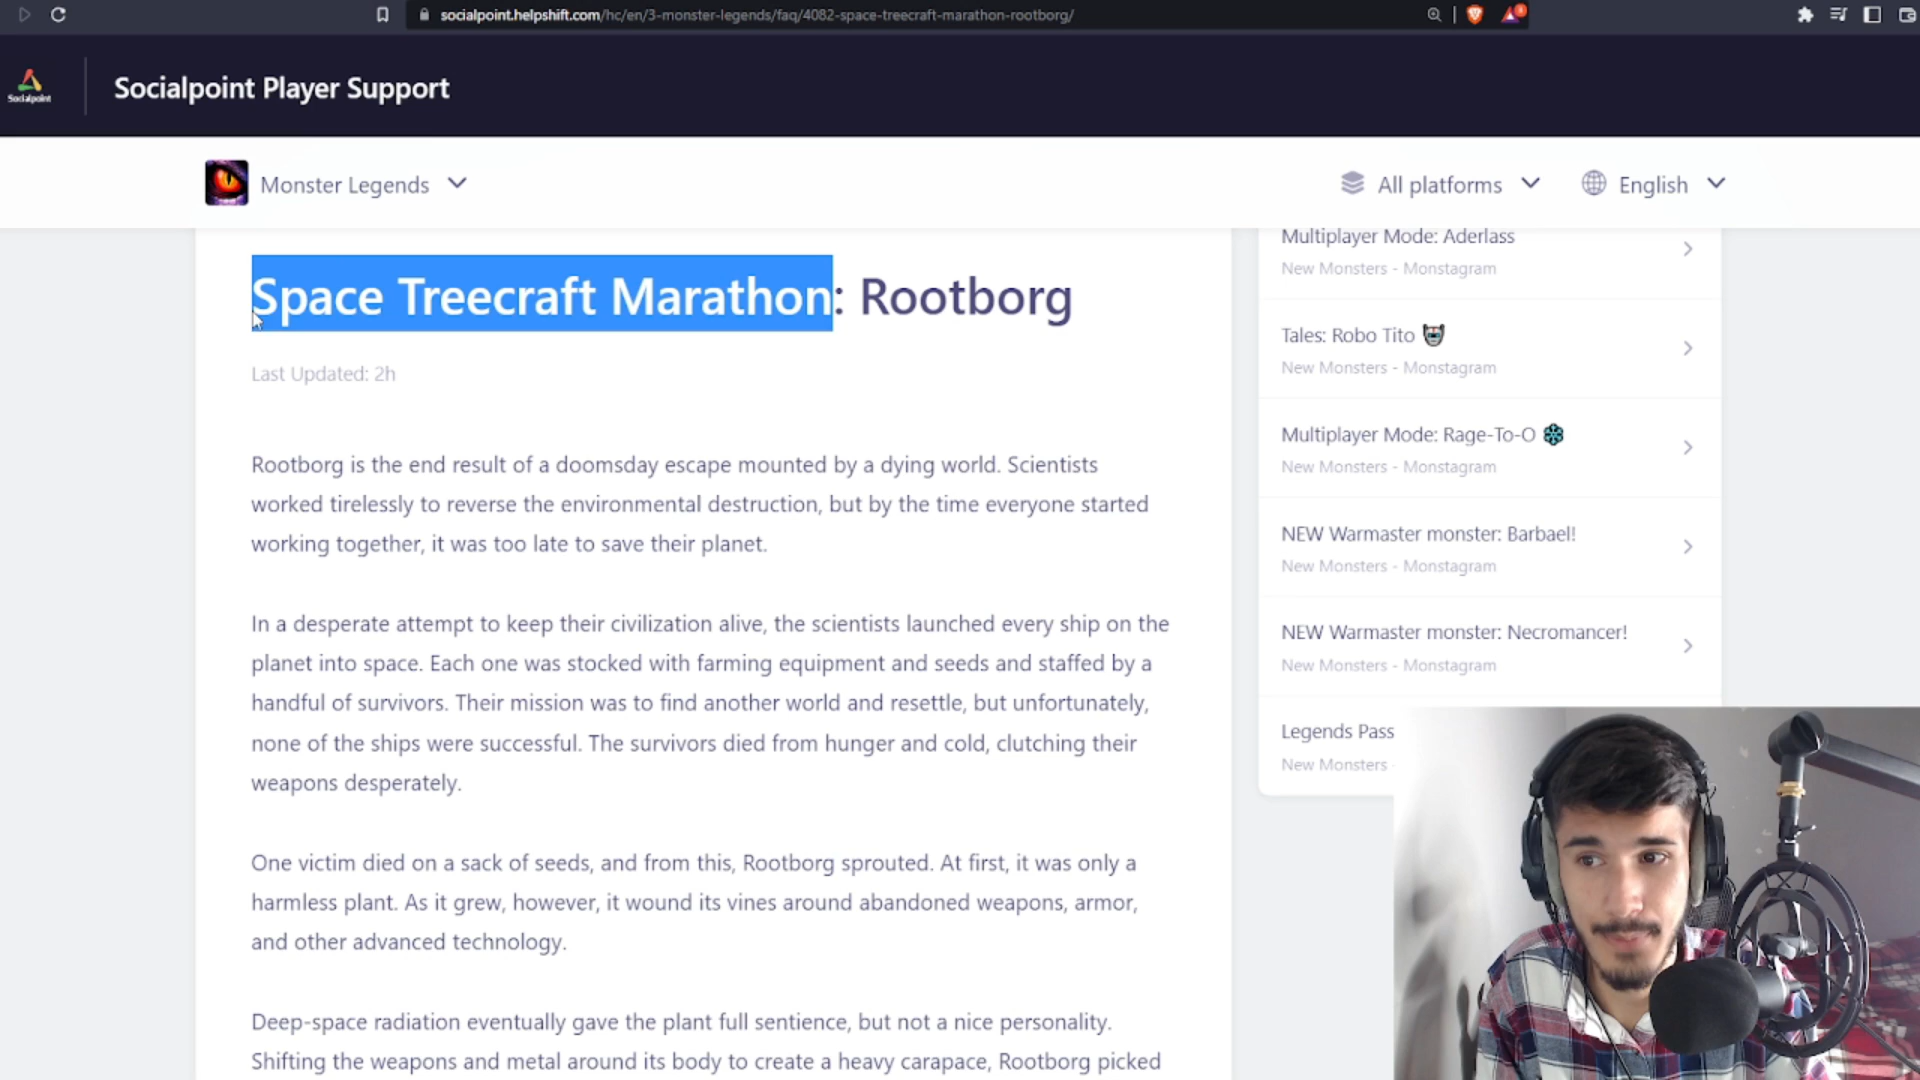 socialpoint.helpshift.com/hc/en/3-monster-legends/faq/4082-space-treecraft-marathon-rootborg/
Socialpoint
Socialpoint Player Support
Monster Legends
All platforms
English
Space Treecraft Marathon: Rootborg
Last Updated: 2h
Rootborg is the end result of a doomsday escape mounted by a dying world. Scientists
worked tirelessly to reverse the environmental destruction, but by the time everyone started
working together, it was too late to save their planet.
In a desperate attempt to keep their civilization alive, the scientists launched every ship on the
planet into space. Each one was stocked with farming equipment and seeds and staffed by a
handful of survivors. Their mission was to find another world and resettle, but unfortunately,
none of the ships were successful. The survivors died from hunger and cold, clutching their
weapons desperately.
One victim died on a sack of seeds, and from this, Rootborg sprouted. At first, it was only a
harmless plant. As it grew, however, it wound its vines around abandoned weapons, armor,
and other advanced technology.
Deep-space radiation eventually gave the plant full sentience, but not a nice personality.
Shifting the weapons and metal around its body to create a heavy carapace, Rootborg picked
Multiplayer Mode: Aderlass
New Monsters - Monstagram
Tales: Robo Tito
New Monsters - Monstagram
Multiplayer Mode: Rage-To-O
New Monsters - Monstagram
NEW Warmaster monster: Barbael!
New Monsters - Monstagram
NEW Warmaster monster: Necromancer!
New Monsters - Monstagram
Legends Pass
New Monsters -